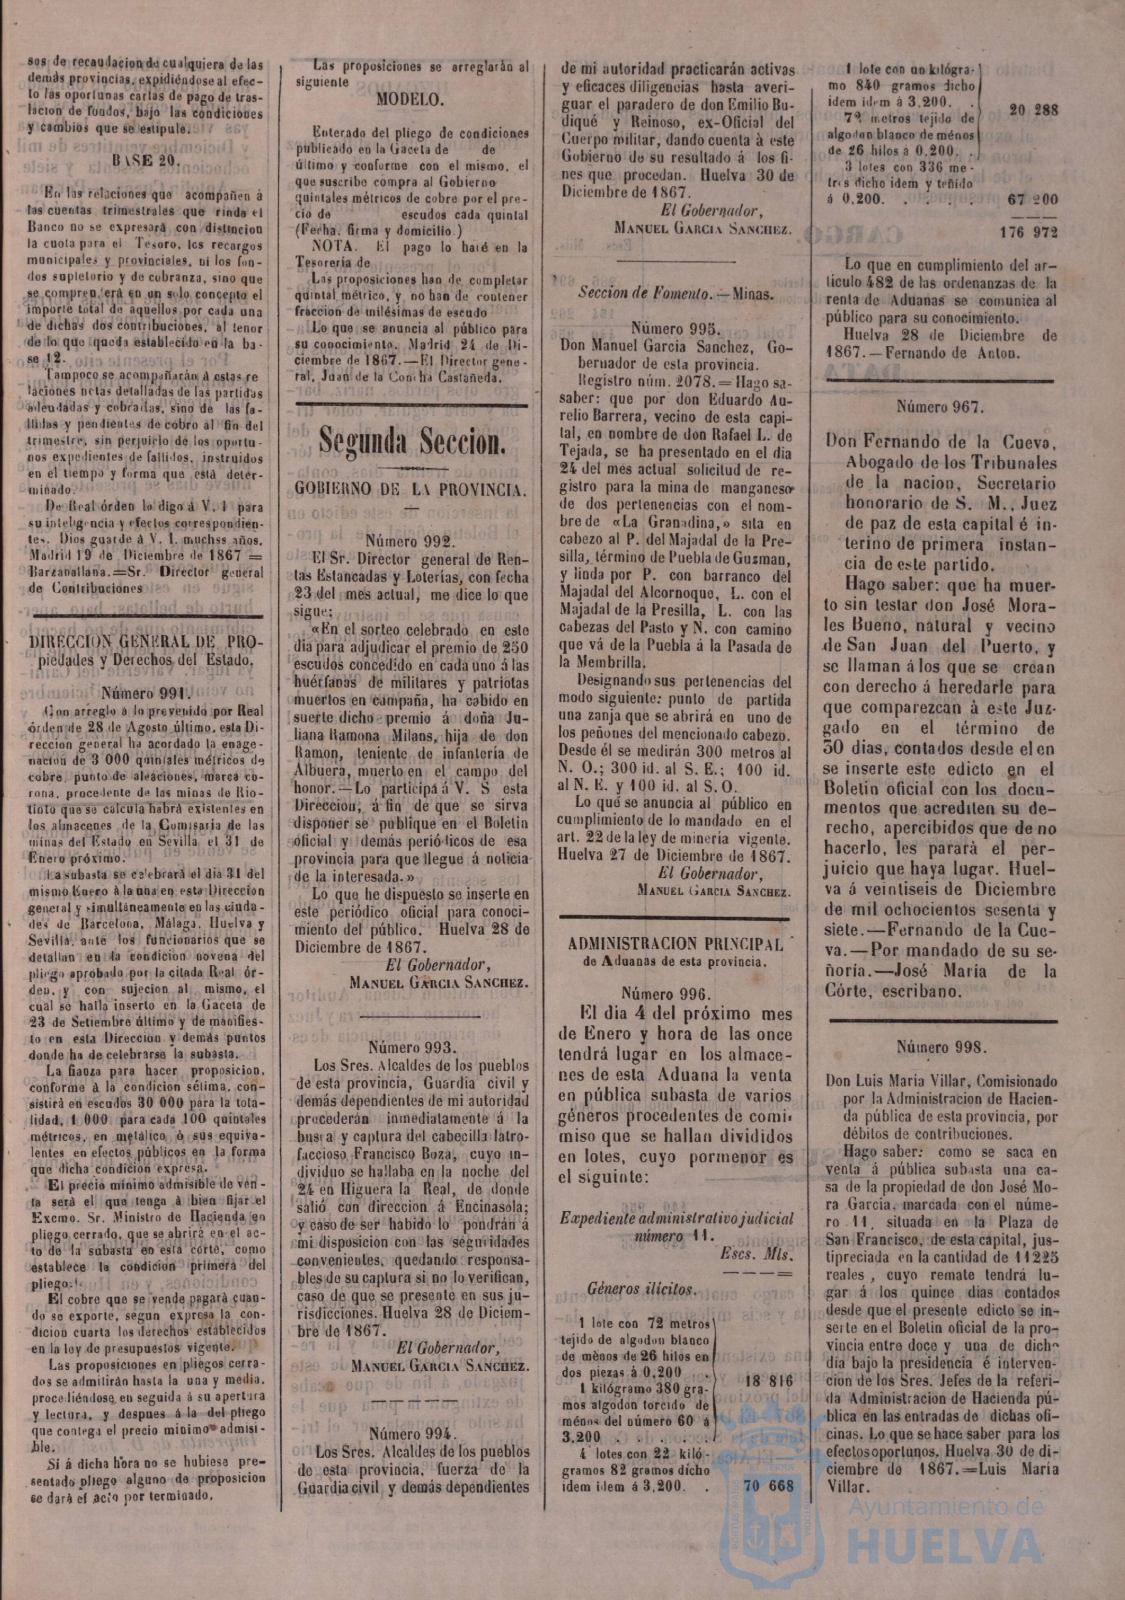 sos de recaudacion de cualquiera de las
demás provincias, expidiéndose al efec-
to las oportunas cartas de pago de tras-
lacion de fondos, bajo las condiciones
y cambios que se estipule.
BASE 20.
En las relaciones que acompañen á
las cuentas trimestrales que rinda el
Banco no se expresará con distincion
la cuota para el Tesoro, los recargos
municipales y provinciales, ni los fon-
dos supletorio y de cobranza, sino que
se comprenderá en un solo concepto el
importe total de aquellos por cada una
de dichas dos contribuciones, al tenor
de lo que queda establecido en la ba-
se 12.
Tampoco se acompañarán á estas re
laciones notas detalladas de las partidas
adeudadas y cobradas, sino de las fa-
llidas y pendientes de cobro al fin del
trimestre, sin perjuirlo de los oportu-
nos expedientes de fallidos, instruidos
en el tiempo y forma que está deter-
minado.
De Real órden lo digo á V. I para
su inteligencia y efectos correspondien-
tes. Dios guarde á V. I. muchss años.
Madrid 19 de Diciembre de 1867 =
Barzanallana.=Sr. Director general
de Contribuciones
DIRECCION GENERAL DE PRO-
piedades y Derechos del Estado.
Número 991.
Con arreglo á lo prevenido por Real
órden de 28 de Agosto último, esta Di-
reccion general ha acordado la enage-
nacion de 3 000 quintales métricos de
cobre, punto de aleaciones, marca co-
rona, procedente de las minas de Rio-
tinto que se calcula habrá existentes en
los almacenes de la Comisaria de las
minas del Estado en Sevilla el 31 de
Enero próximo.
La subasta se celebrará el dia 31 del
mismo Enero á la una en esta Direccion
general y simultáneamente en las ciuda-
des de Barcelona, Málaga, Huelva y
Sevilla, ante los funcionarios que se
detallan en la condicion novena del
pliego aprobado por la citada Real ór-
den, y con sujecion al mismo, el
cual se halla inserto en la Gaceta de
23 de Setiembre último y de manifies-
to en esta Direccion y demás puntos
donde ha de celebrarse la subasta.
La fianza para hacer proposicion,
conforme á la condicion sétima, con-
sistirá en escudos 30 000 para la tota-
lidad, 1 000 para cada 100 quintales
métricos, en metálico ó sus equiva-
lentes en efectos públicos en la forma
que dicha condicion expresa.
El precio minimo admisible de ven-
ta será el que tenga á bien fijar el
Excmo. Sr. Ministro de Hacienda en
pliego cerrado, que se abrirá en el ac-
to de la subasta en esta corte, como
establece la condicion primera del
pliego.
El cobre que se venda pagará cuan-
do se exporte, segun expresa la con-
dicion cuarta los derechos establecidos
en la ley de presupuestos vigente.
Las proposiciones en pliegos cerra-
dos se admitirán hasta la una y media,
procediéndose en seguida á su apertura
y lectura, y despues á la del pliego
que contega el precio minimo admisi-
ble.
Si á dicha hora no se hubiese pre-
sentado pliego alguno de proposicion
se dará el acto por terminado.
Las proposiciones se arreglarán al
siguiente
MODELO.
Enterado del pliego de condiciones
publicado en la Gaceta de de
último y conforme con el mismo, el
que suscribe compra al Gobierno
quintales métricos de cobre por el pre-
cio de escudos cada quintal
(Fecha, firma y domicilio.)
NOTA. El pago lo haré en la
Tesoreria de
Las proposiciones han de completar
quintal métrico, y no han de contener
fraccion de milésimas de escudo
Lo que se anuncia al público para
su conocimiento. Madrid 24 de Di-
ciembre de 1867.—El Director gene-
ral, Juan de la Concha Castañeda.
Segunda Seccion.
GOBIERNO DE LA PROVINCIA.
Número 992.
El Sr. Director general de Ren-
tas Estancadas y Loterías, con fecha
23 del mes actual, me dice lo que
sigue:
«En el sorteo celebrado en este
dia para adjudicar el premio de 250
escudos concedido en cada uno á las
huérfanas de militares y patriotas
muertos en campaña, ha cabido en
suerte dicho premio á doña Ju-
liana Ramona Milans, hija de don
Ramon, teniente de infantería de
Albuera, muerto en el campo del
honor.—Lo participá á V. S esta
Direccion, á fin de que se sirva
disponer se publique en el Boletin
oficial y demás perió·licos de esa
provincia para que llegue á noticia
de la interesada.»
Lo que he dispuesto se inserte en
este periódico oficial para conoci-
miento del público. Huelva 28 de
Diciembre de 1867.
El Gobernador,
MANUEL GARCIA SANCHEZ.
Número 993.
Los Sres. Alcaldes de los pueblos
de esta provincia, Guardia civil y
demás dependientes de mi autoridad
procederán inmediatamente á la
busca y captura del cabecilla latro-
faccioso Francisco Boza, cuyo in-
dividuo se hallaba en la noche del
24 en Higuera la Real, de donde
salió con direccion á Encinasola;
y caso de ser habido lo pondrán á
mi disposicion con las seguridades
convenientes, quedando responsa-
bles de su captura si no lo verifican,
caso de que se presente en sus ju-
risdicciones. Huelva 28 de Diciem-
bre de 1867.
El Gobernador,
MANUEL GARCIA SANCHEZ.
Número 994.
Los Sres. Alcaldes de los pueblos
de esta provincia, fuerza de la
Guardia civil y demás dependientes
de mi autoridad practicarán activas
y eficaces diligencias hasta averi-
guar el paradero de don Emilio Bu-
diqué y Reinoso, ex-Oficial del
Cuerpo militar, dando cuenta á este
Gobierno de su resultado á los fi-
nes que procedan. Huelva 30 de
Diciembre de 1867.
El Gobernador,
MANUEL GARCIA SANCHEZ.
Seccion de Fomento.—Minas.
Número 995.
Don Manuel Garcia Sanchez, Go-
bernador de esta provincia.
Registro núm. 2078.=Hago sa-
saber: que por don Eduardo Au-
relio Barrera, vecino de esta capi-
tal, en nombre de don Rafael L. de
Tejada, se ha presentado en el dia
24 del mes actual solicitud de re-
gistro para la mina de manganeso
de dos pertenencias con el nom-
bre de «La Granadina,» sita en
cabezo al P. del Majadal de la Pre-
silla, término de Puebla de Guzman,
y linda por P. con barranco del
Majadal del Alcornoque, L. con el
Majadal de la Presilla, L. con las
cabezas del Pasto y N. con camino
que vá de la Puebla á la Pasada de
la Membrilla.
Designando sus pertenencias del
modo siguiente: punto de partida
una zanja que se abrirá en uno de
los peñones del mencionado cabezo.
Desde él se medirán 300 metros al
N. O.; 300 id. al S. E.; 100 id.
al N. E. y 100 id. al S. O.
Lo que se anuncia al público en
cumplimiento de lo mandado en el
art. 22 de la ley de minería vigente.
Huelva 27 de Diciembre de 1867.
El Gobernador,
MANUEL GARCIA SANCHEZ.
ADMINISTRACION PRINCIPAL
de Aduanas de esta provincia.
Número 996.
El dia 4 del próximo mes
de Enero y hora de las once
tendrá lugar en los almace-
nes de esta Aduana la venta
en pública subasta de varios
géneros procedentes de comi-
miso que se hallan divididos
en lotes, cuyo pormenor es
el siguiente:
Expediente administrativo judicial
número 11.
Escs. Mls.
Géneros ilicitos.
1 lote con 72 metros
tejido de algodon blanco
de ménos de 26 hilos en
dos piezas á 0,200 . .
1 kilógramo 380 gra-
mos algodon torcido de
ménos del número 60 á
3,200. . . . . .
18 816
4 lotes con 22 kiló-
gramos 82 gramos dicho
idem idem á 3,200. .
70 668
1 lote con un kilógra-
mo 840 gramos dicho
idem idem á 3,200. .
72 metros tejido de
algodon blanco de ménos
de 26 hilos á 0,200. .
20 288
3 lotes con 336 me-
tros dicho idem y teñido
á 0,200. . . . .
67 200
176 972
Lo que en cumplimiento del ar-
tículo 482 de las ordenanzas de la
renta de Aduanas se comunica al
público para su conocimiento.
Huelva 28 de Diciembre de
1867.—Fernando de Anton.
Número 967.
Don Fernando de la Cueva,
Abogado de los Tribunales
de la nacion, Secretario
honorario de S. M., Juez
de paz de esta capital é in-
terino de primera instan-
cia de este partido.
Hago saber: que ha muer-
to sin testar don José Mora-
les Bueno, natural y vecino
de San Juan del Puerto, y
se llaman á los que se crean
con derecho á heredarle para
que comparezcan á este Juz-
gado en el término de
30 dias, contados desde el en
se inserte este edicto en el
Boletin oficial con los docu-
mentos que acrediten su de-
recho, apercibidos que de no
hacerlo, les parará el per-
juicio que haya lugar. Huel-
va á veintiseis de Diciembre
de mil ochocientos sesenta y
siete.—Fernando de la Cue-
va.—Por mandado de su se-
ñoria.—José Maria de la
Córte, escribano.
Número 998.
Don Luis Maria Villar, Comisionado
por la Administracion de Hacien-
da pública de esta provincia, por
débitos de contribuciones.
Hago saber: como se saca en
venta á pública subasta una ca-
sa de la propiedad de don José Mo-
ra Garcia, marcada con el núme-
ro 11, situada en la Plaza de
San Francisco, de esta capital, jus-
tipreciada en la cantidad de 11225
reales, cuyo remate tendrá lu-
gar á los quince dias contados
desde que el presente edicto se in-
serte en el Boletin oficial de la pro-
vincia entre doce y una de dicho
dia bajo la presidencia é interven-
cion de los Sres. Jefes de la referi-
da Administracion de Hacienda pú-
blica en las entradas de dichas ofi-
cinas. Lo que se hace saber para los
efectos oportunos. Huelva 30 de di-
ciembre de 1867.=Luis Maria
Villar.
Ayuntamiento de
HUELVA